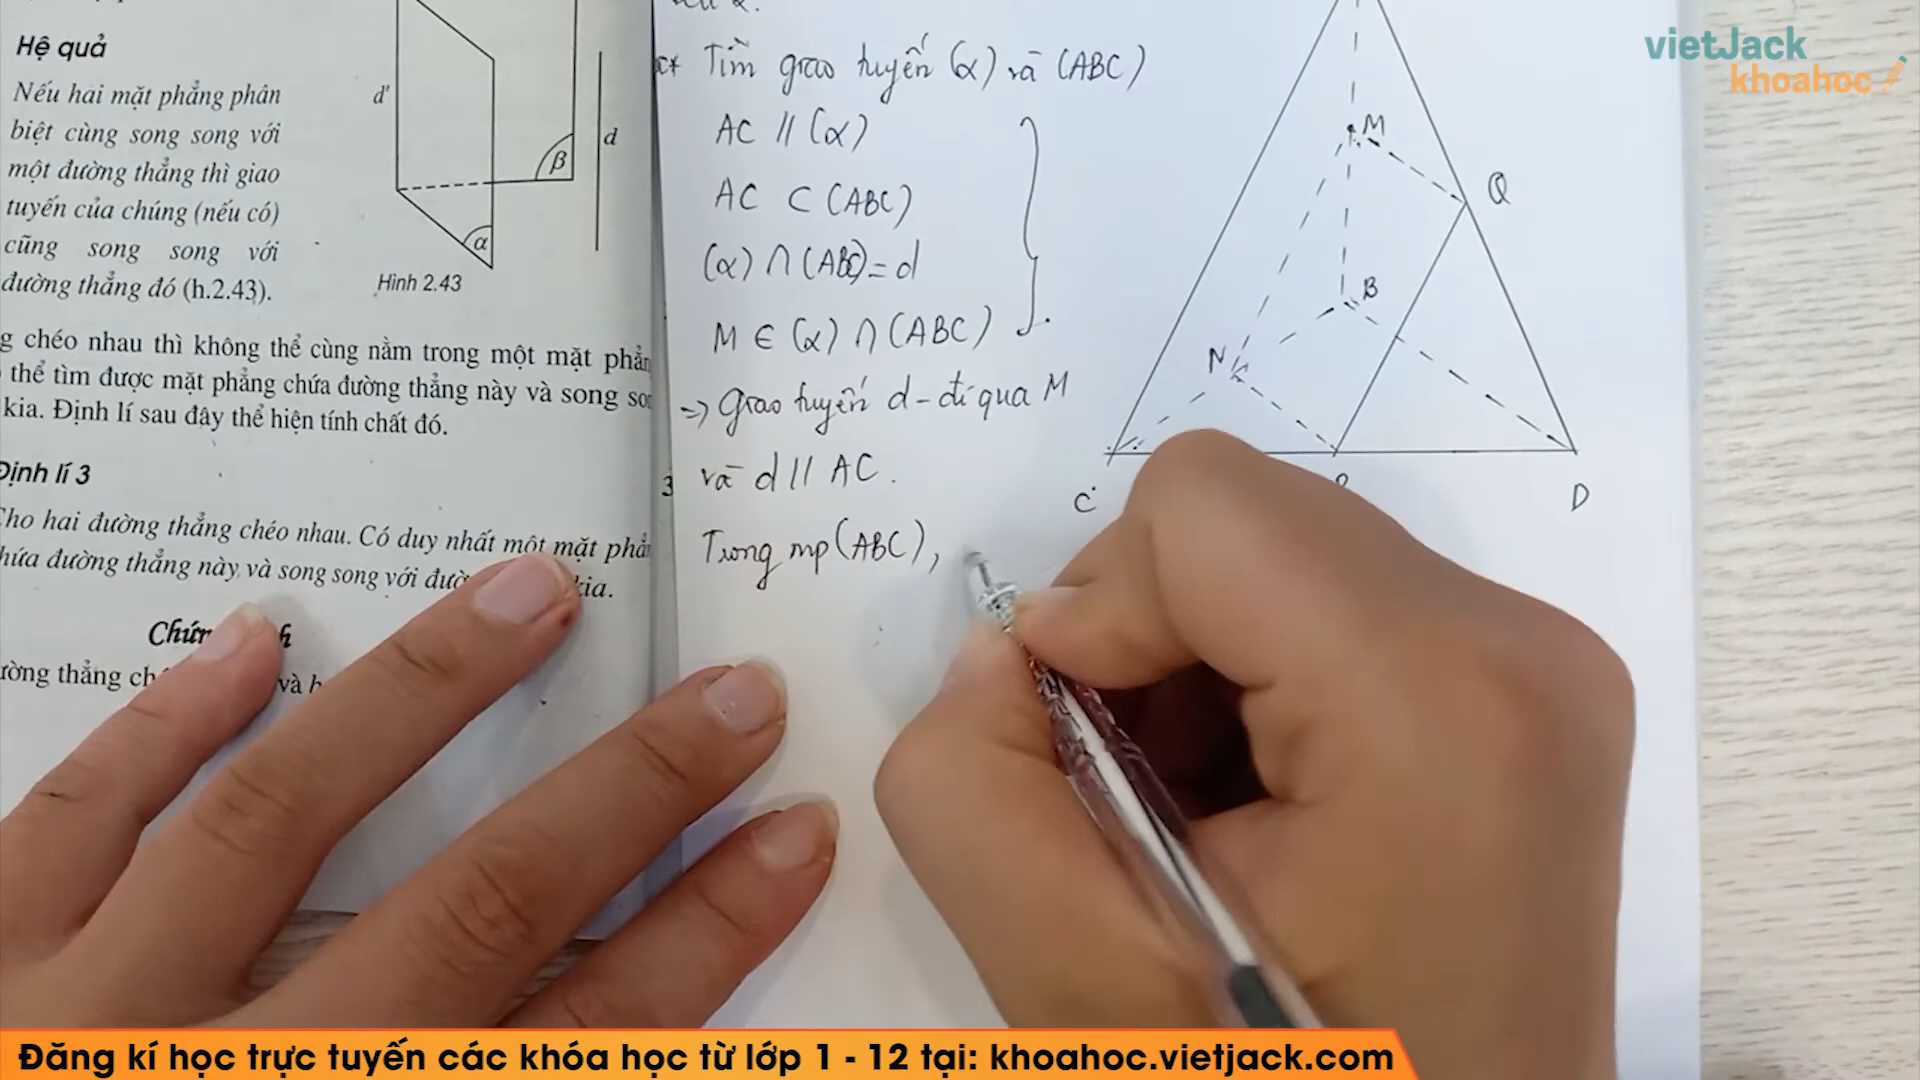 Hệ quả
Nếu hai mặt phẳng phân
biệt cùng song song với
một đường thẳng thì giao
tuyến của chúng (nếu có)
cũng song song với
đường thẳng đó (h.2.43).
d'
β
d
α
Hình 2.43
chéo nhau thì không thể cùng nằm trong một mặt
thể tìm được mặt phẳng chứa đường thẳng này và song
kia. Định lí sau đây thể hiện tính chất đó.
Định lí 3
Cho hai đường thẳng chéo nhau. Có duy nhất một mặt
chứa đường thẳng này và song song với kia.
thẳng và
3
* Tìm giao tuyến (α) và (ABC)
AC // (α)
AC ⊂ (ABC)
(α) ∩ (ABC) = d
M ∈ (α) ∩ (ABC)
=> giao tuyến d - đi qua M
và d // AC.
Trong mp (ABC),
M
Q
B
N
C
D
vietJack
khoahoc
Đăng kí học trực tuyến các khóa học từ lớp 1 - 12 tại: khoahoc.vietjack.com